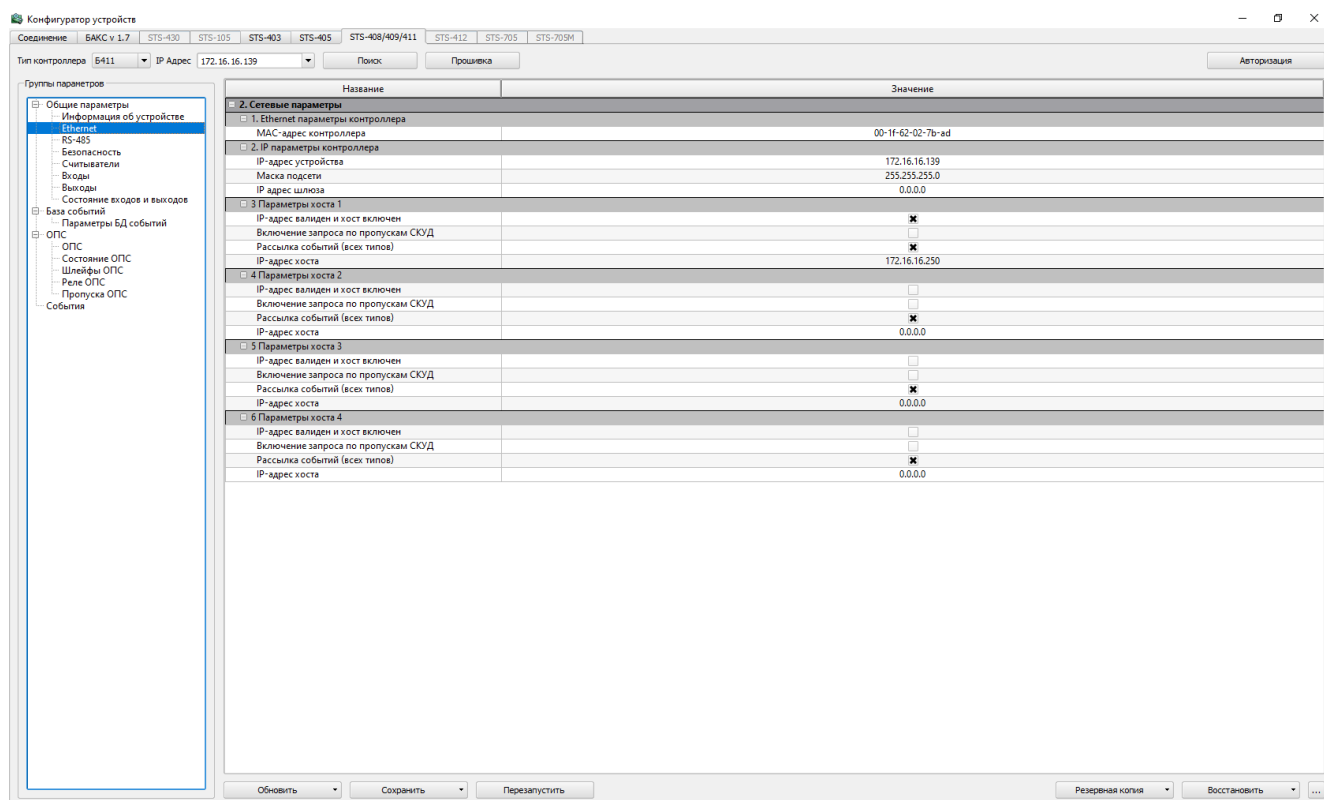 Конфигуратор устройств
Соединение БАКС v 1.7 STS-430 STS-105 STS-403 STS-405 STS-408/409/411 STS-412 STS-705 STS-705M
Тип контроллера Б411 IP Адрес 172.16.16.139 Поиск Прошивка Авторизация
Группы параметров
Общие параметры
Информация об устройстве
Ethernet
RS-485
Безопасность
Считыватели
Входы
Выходы
Состояние входов и выходов
База событий
Параметры БД событий
ОПС
ОПС
Состояние ОПС
Шлейфы ОПС
Реле ОПС
Пропуска ОПС
События
Название Значение
2. Сетевые параметры
1. Ethernet параметры контроллера
MAC-адрес контроллера 00-1f-62-02-7b-ad
2. IP параметры контроллера
IP-адрес устройства 172.16.16.139
Маска подсети 255.255.255.0
IP адрес шлюза 0.0.0.0
3 Параметры хоста 1
IP-адрес валиден и хост включен
Включение запроса по пропускам СКУД
Рассылка событий (всех типов)
IP-адрес хоста 172.16.16.250
4 Параметры хоста 2
IP-адрес валиден и хост включен
Включение запроса по пропускам СКУД
Рассылка событий (всех типов)
IP-адрес хоста 0.0.0.0
5 Параметры хоста 3
IP-адрес валиден и хост включен
Включение запроса по пропускам СКУД
Рассылка событий (всех типов)
IP-адрес хоста 0.0.0.0
6 Параметры хоста 4
IP-адрес валиден и хост включен
Включение запроса по пропускам СКУД
Рассылка событий (всех типов)
IP-адрес хоста 0.0.0.0
Обновить Сохранить Перезапустить Резервная копия Восстановить ...